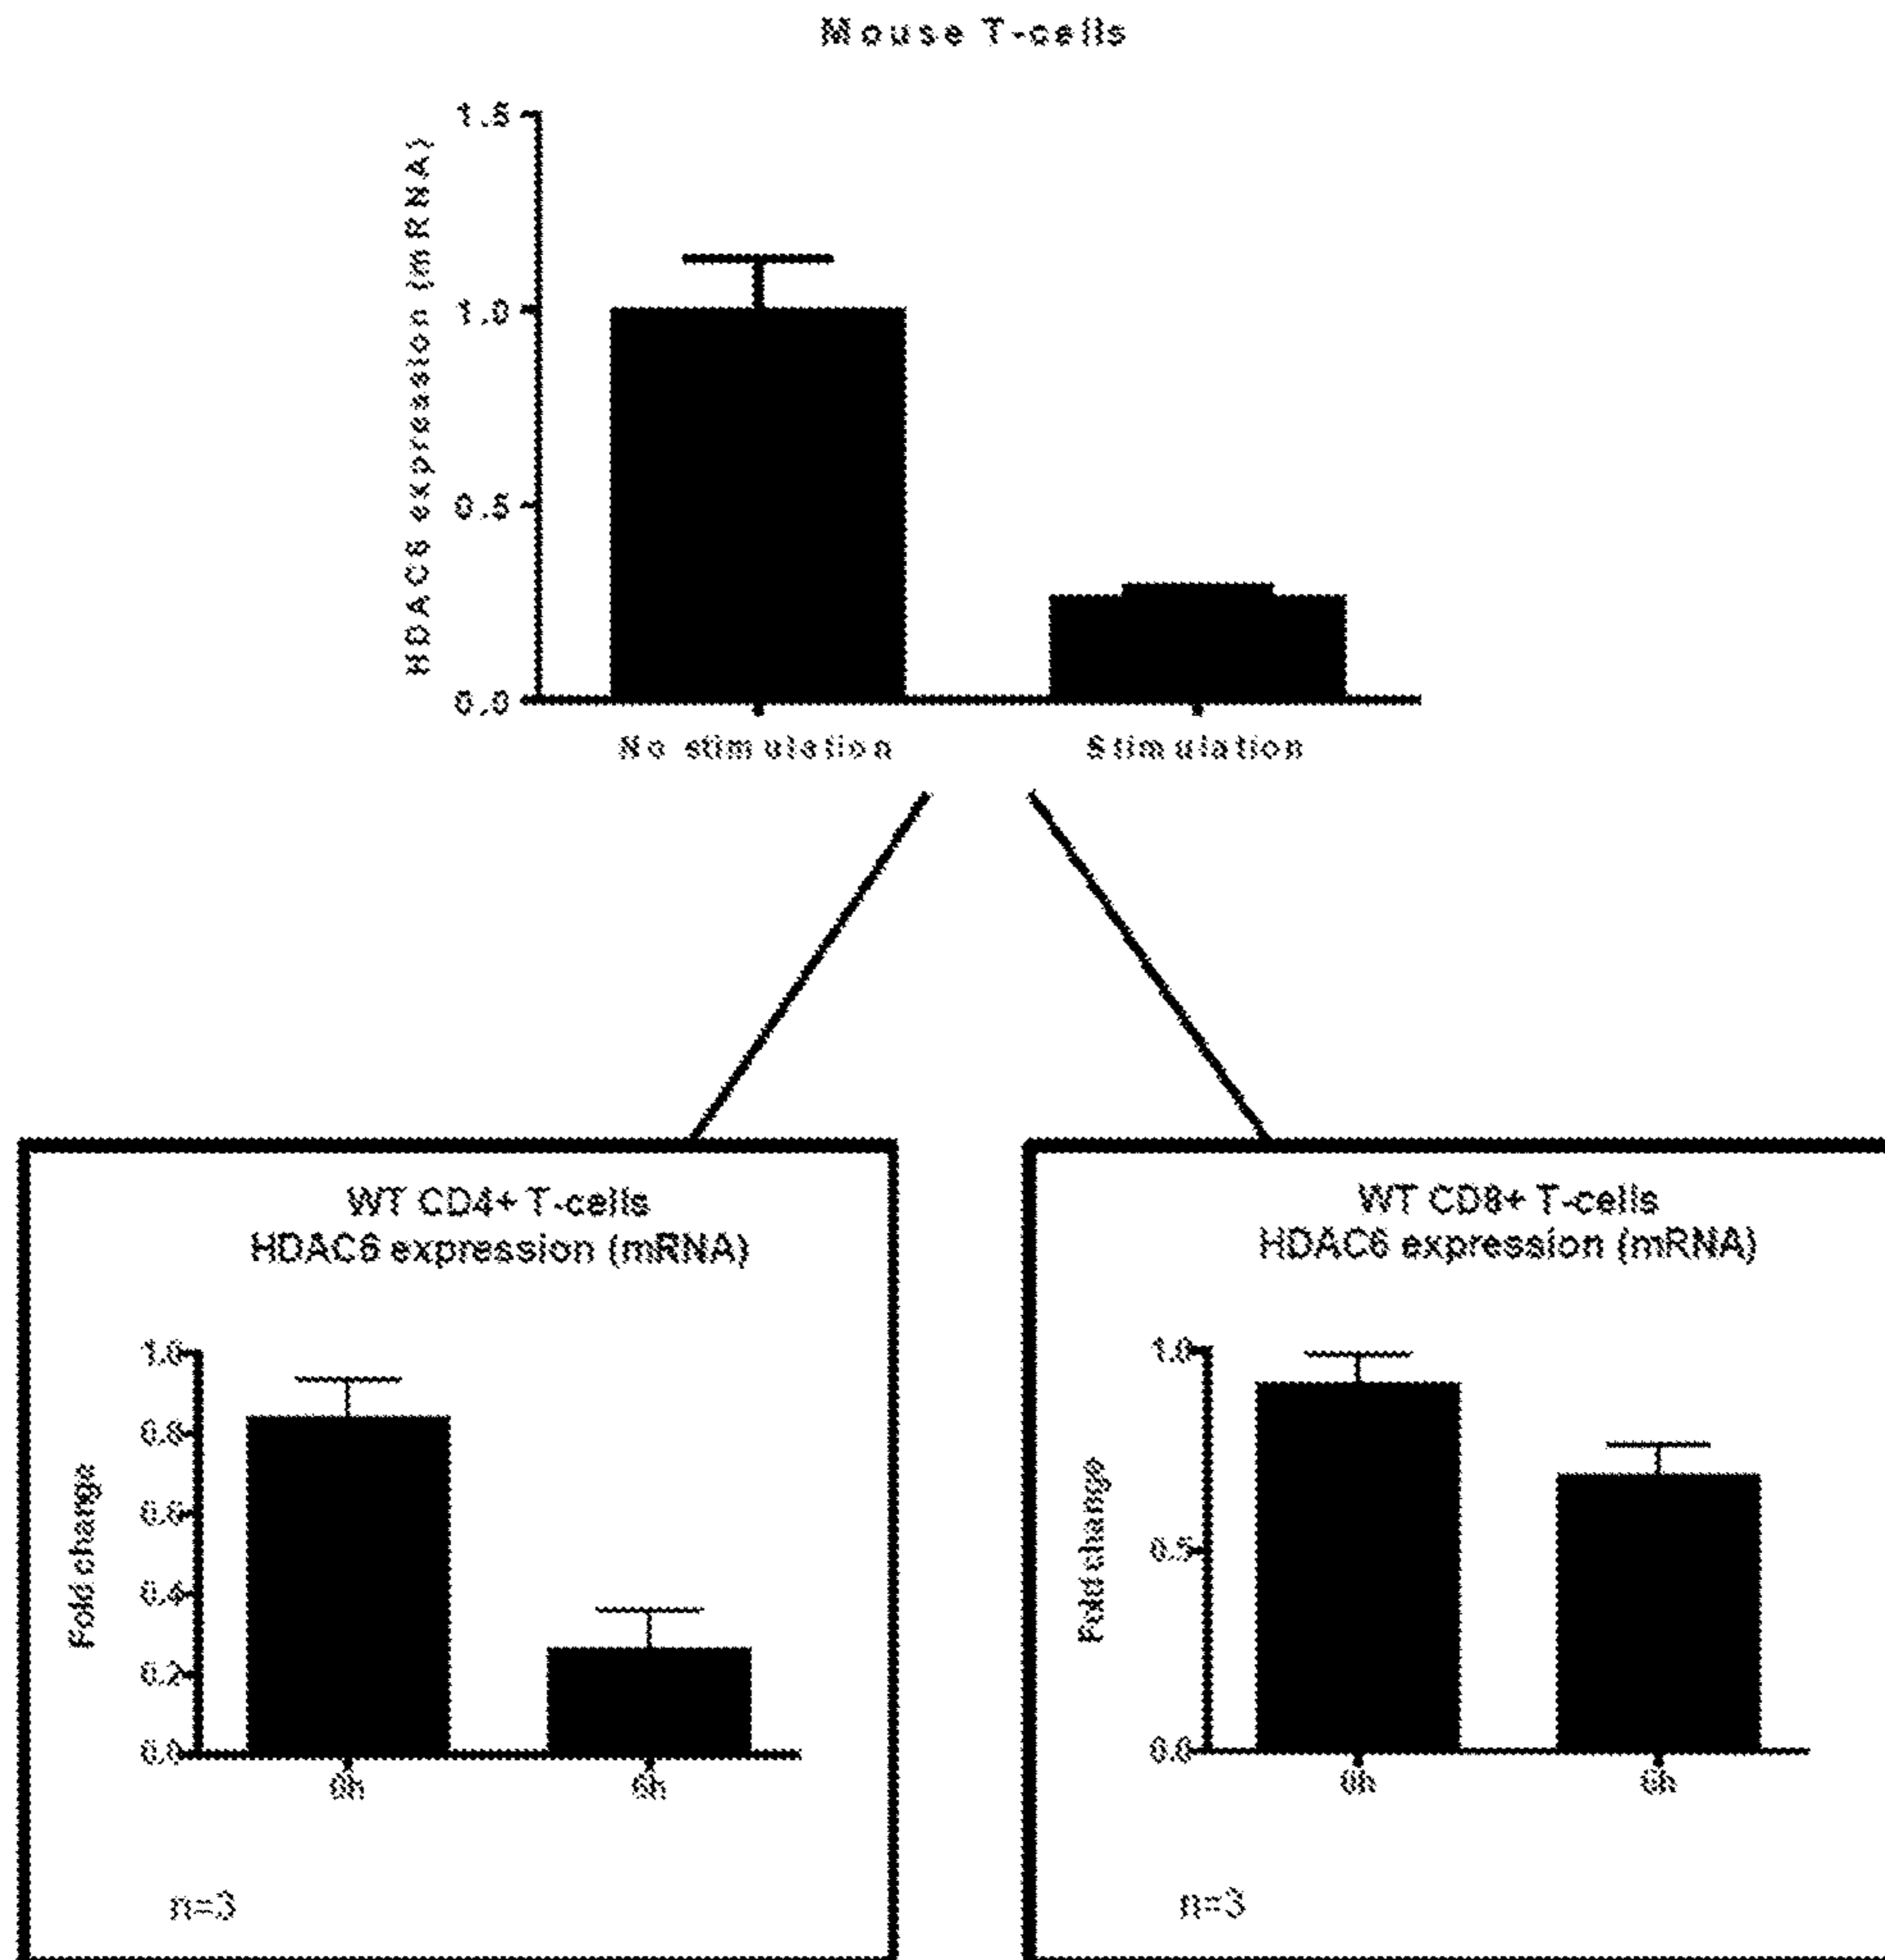 Mouse T-cells
HDAC6 expression (mRNA)
1.5
1.0
0.5
0.0
No stimulation
Stimulation
WT CD4+ T-cells
HDAC6 expression (mRNA)
Fold change
1.0
0.8
0.6
0.4
0.2
0.0
0h
6h
n=3
WT CD8+ T-cells
HDAC6 expression (mRNA)
Fold change
1.0
0.5
0.0
0h
6h
n=3